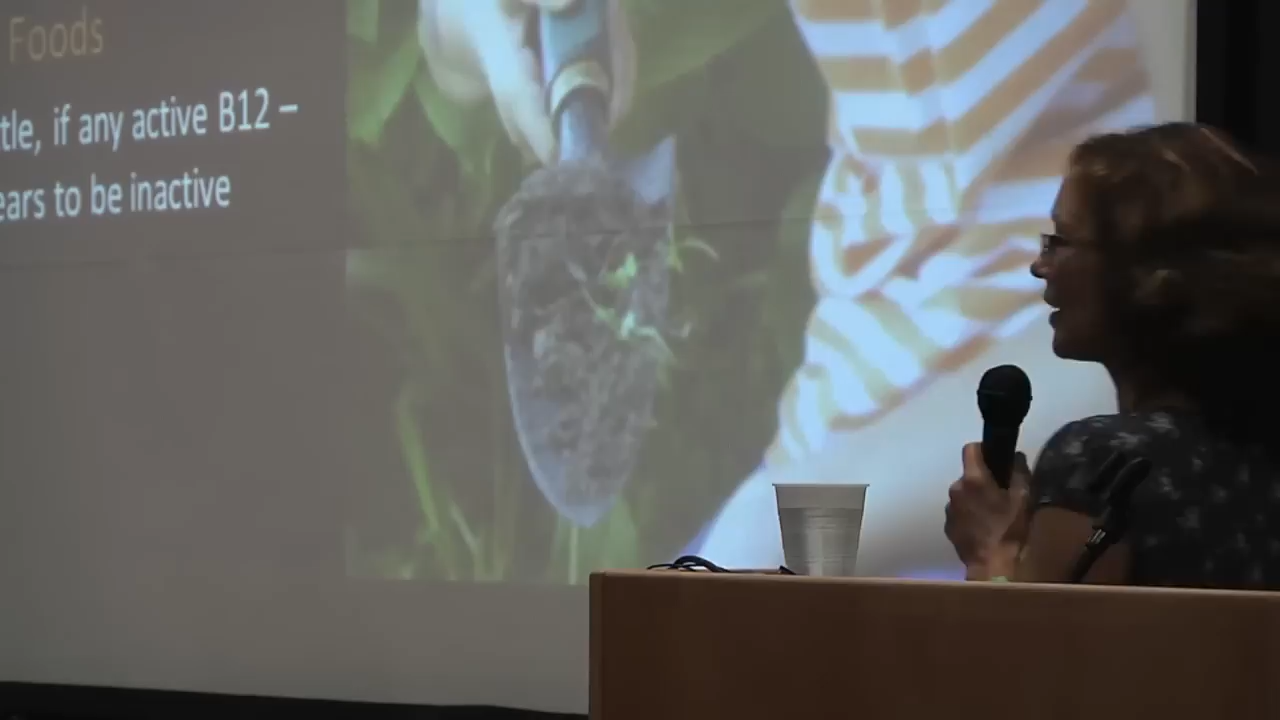 Foods
tle, if any active B12 –
ears to be inactive